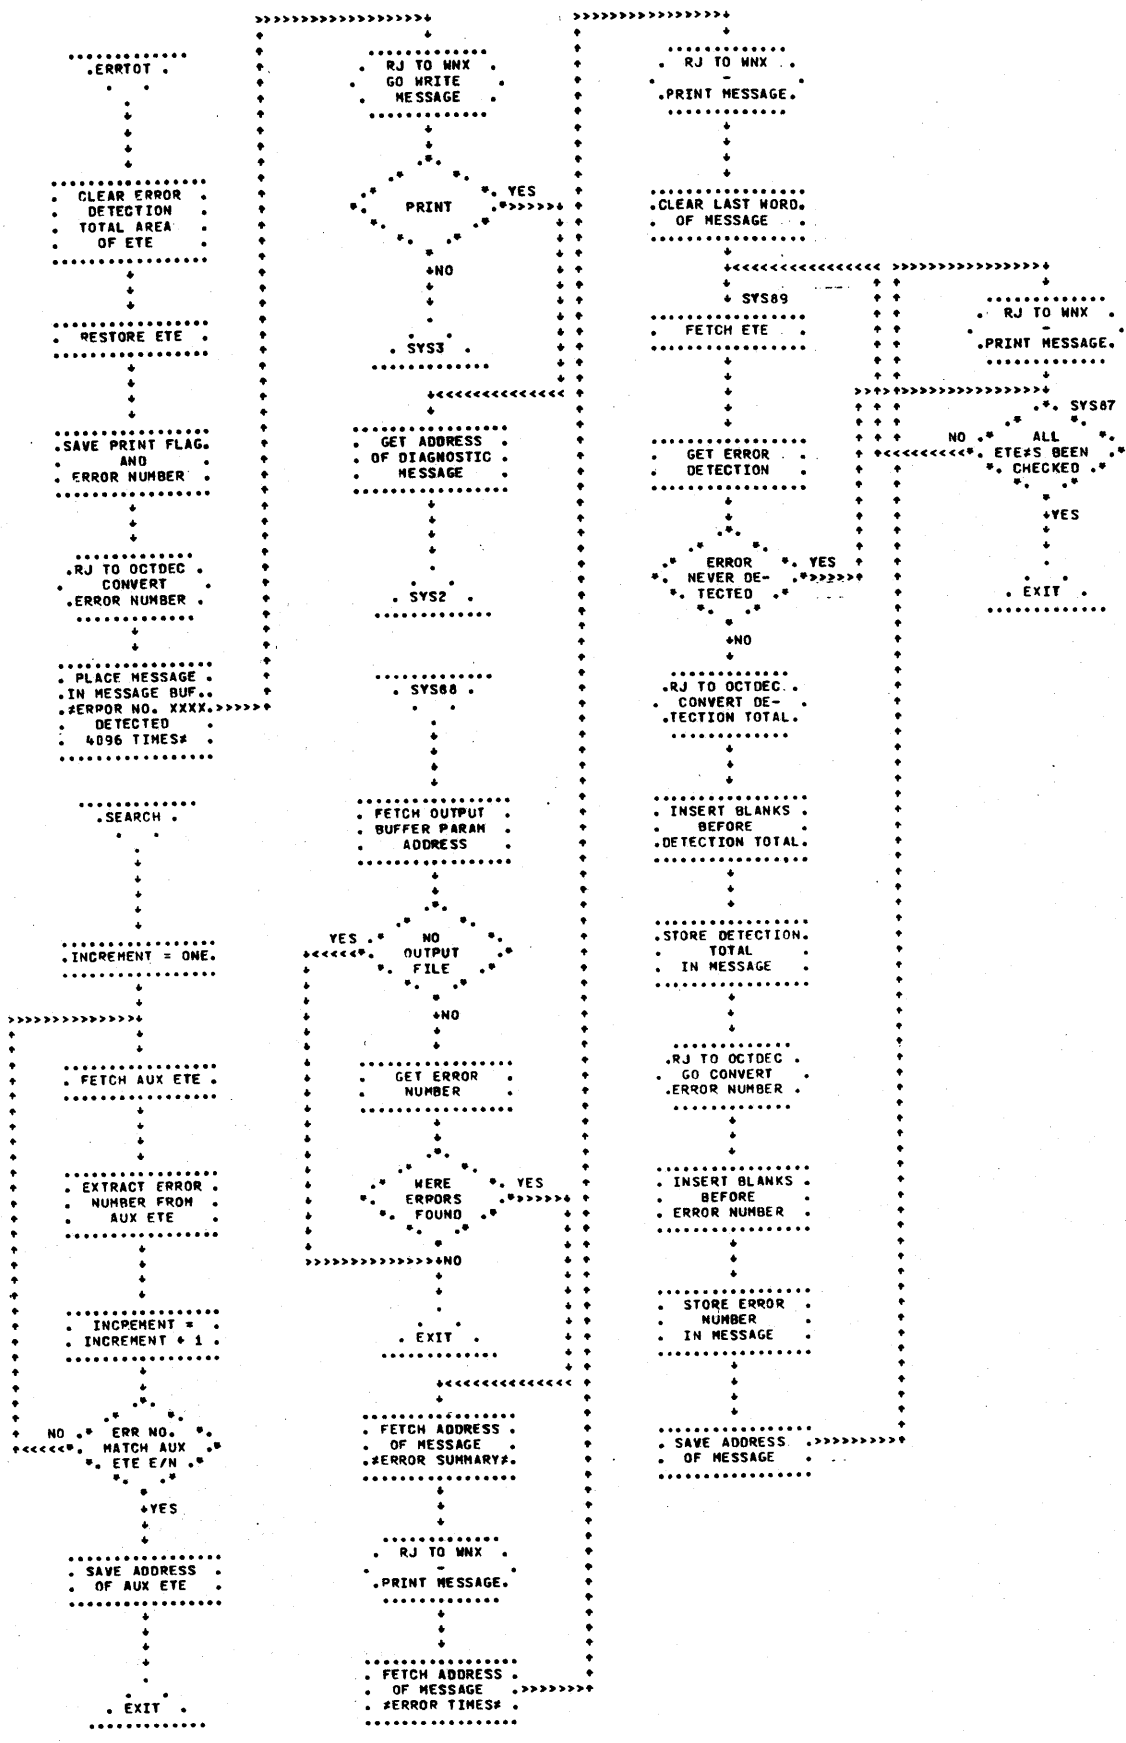 ERRTOT
CLEAR ERROR
DETECTION
TOTAL AREA
OF ETE
RESTORE ETE
SAVE PRINT FLAG
AND
ERROR NUMBER
RJ TO OCTDEC
CONVERT
ERROR NUMBER
PLACE MESSAGE
IN MESSAGE BUF.
≠ERROR NO. XXXX
DETECTED
4096 TIMES≠
SEARCH
INCREMENT = ONE
FETCH AUX ETE
EXTRACT ERROR
NUMBER FROM
AUX ETE
INCREMENT =
INCREMENT + 1
NO
ERR NO.
MATCH AUX
ETE E/N
YES
SAVE ADDRESS
OF AUX ETE
EXIT
RJ TO WNX
GO WRITE
MESSAGE
PRINT
YES
NO
SYS3
GET ADDRESS
OF DIAGNOSTIC
MESSAGE
SYS2
SYS88
FETCH OUTPUT
BUFFER PARAM
ADDRESS
YES
NO
OUTPUT
FILE
NO
GET ERROR
NUMBER
WERE
ERRORS
FOUND
YES
NO
EXIT
FETCH ADDRESS
OF MESSAGE
≠ERROR SUMMARY≠
RJ TO WNX
-
PRINT MESSAGE
FETCH ADDRESS
OF MESSAGE
≠ERROR TIMES≠
RJ TO WNX
-
PRINT MESSAGE
CLEAR LAST WORD
OF MESSAGE
SYS89
FETCH ETE
GET ERROR
DETECTION
ERROR
NEVER DE-
TECTED
YES
NO
RJ TO OCTDEC
CONVERT DE-
TECTION TOTAL
INSERT BLANKS
BEFORE
DETECTION TOTAL
STORE DETECTION
TOTAL
IN MESSAGE
RJ TO OCTDEC
GO CONVERT
ERROR NUMBER
INSERT BLANKS
BEFORE
ERROR NUMBER
STORE ERROR
NUMBER
IN MESSAGE
SAVE ADDRESS
OF MESSAGE
RJ TO WNX
-
PRINT MESSAGE
SYS87
NO
ALL
ETE≠S BEEN
CHECKED
YES
EXIT